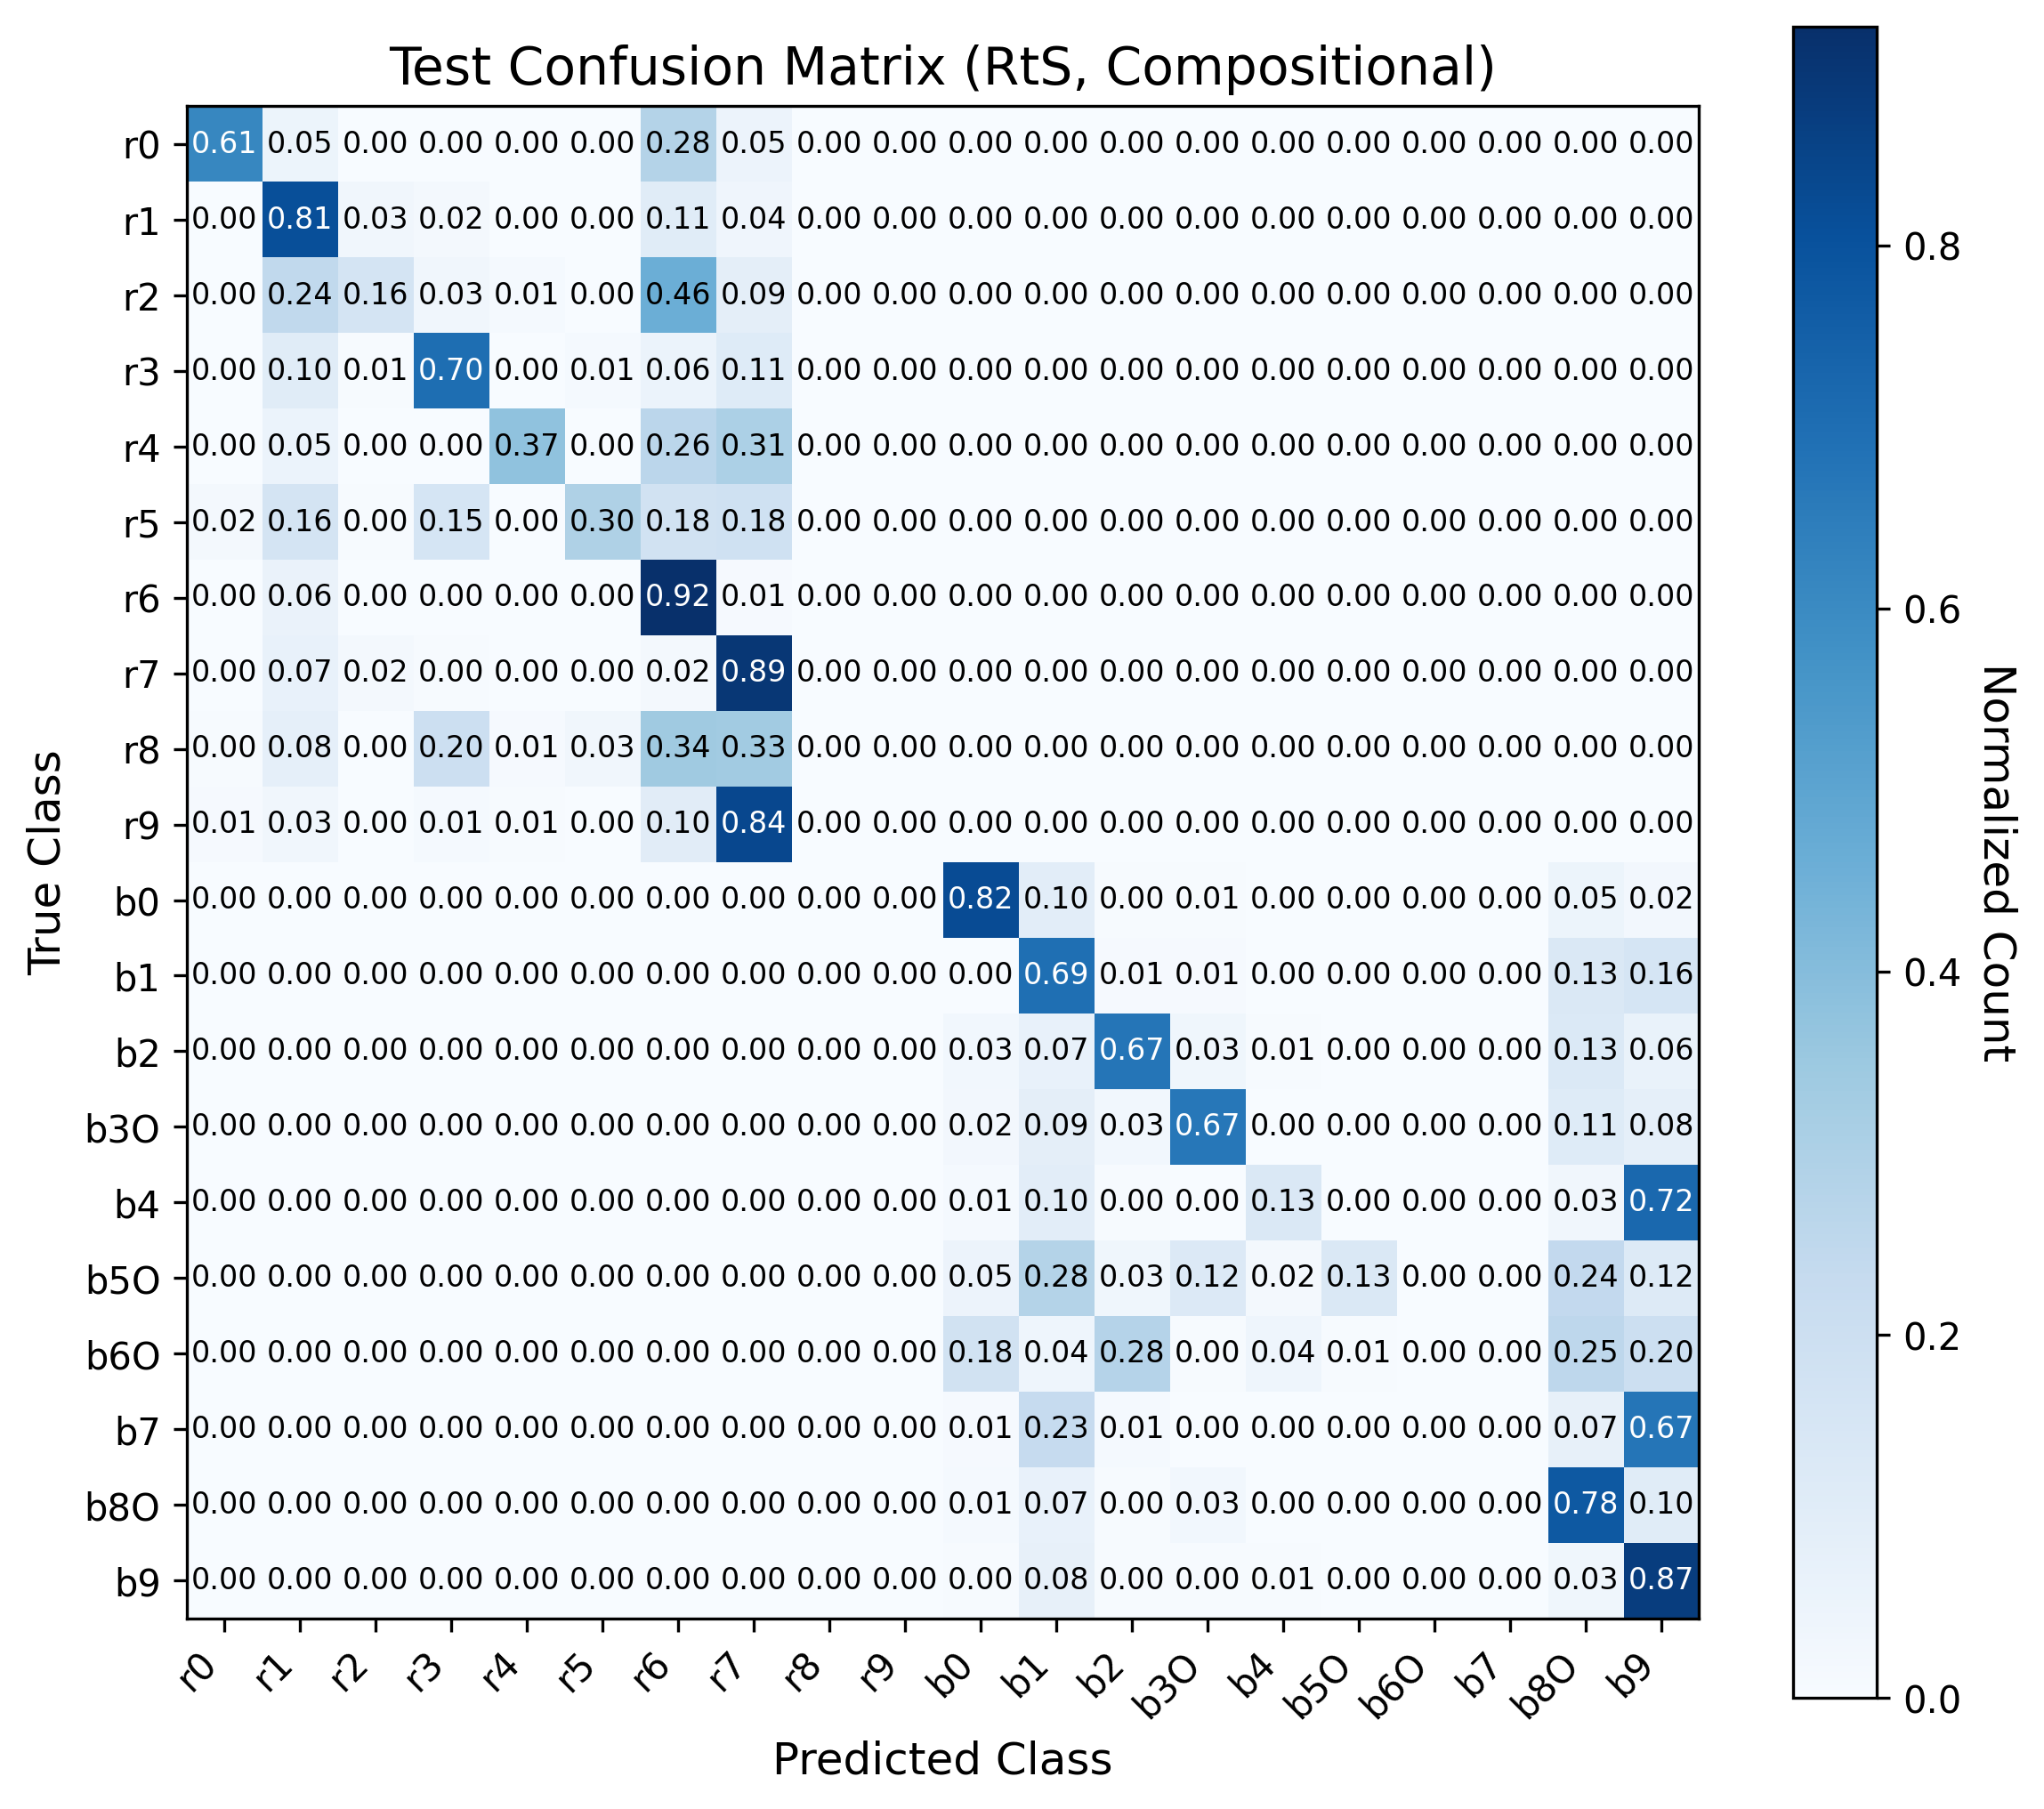 Test Confusion Matrix (RtS, Compositional)
r0 0.61 0.05 0.00 0.00 0.00 0.00 0.28 0.05 0.00 0.00 0.00 0.00 0.00 0.00 0.00 0.00 0.00 0.00 0.00 0.00
r1 0.00 0.81 0.03 0.02 0.00 0.00 0.11 0.04 0.00 0.00 0.00 0.00 0.00 0.00 0.00 0.00 0.00 0.00 0.00 0.00
r2 0.00 0.24 0.16 0.03 0.01 0.00 0.46 0.09 0.00 0.00 0.00 0.00 0.00 0.00 0.00 0.00 0.00 0.00 0.00 0.00
r3 0.00 0.10 0.01 0.70 0.00 0.01 0.06 0.11 0.00 0.00 0.00 0.00 0.00 0.00 0.00 0.00 0.00 0.00 0.00 0.00
r4 0.00 0.05 0.00 0.00 0.37 0.00 0.26 0.31 0.00 0.00 0.00 0.00 0.00 0.00 0.00 0.00 0.00 0.00 0.00 0.00
r5 0.02 0.16 0.00 0.15 0.00 0.30 0.18 0.18 0.00 0.00 0.00 0.00 0.00 0.00 0.00 0.00 0.00 0.00 0.00 0.00
r6 0.00 0.06 0.00 0.00 0.00 0.00 0.92 0.01 0.00 0.00 0.00 0.00 0.00 0.00 0.00 0.00 0.00 0.00 0.00 0.00
r7 0.00 0.07 0.02 0.00 0.00 0.00 0.02 0.89 0.00 0.00 0.00 0.00 0.00 0.00 0.00 0.00 0.00 0.00 0.00 0.00
r8 0.00 0.08 0.00 0.20 0.01 0.03 0.34 0.33 0.00 0.00 0.00 0.00 0.00 0.00 0.00 0.00 0.00 0.00 0.00 0.00
r9 0.01 0.03 0.00 0.01 0.01 0.00 0.10 0.84 0.00 0.00 0.00 0.00 0.00 0.00 0.00 0.00 0.00 0.00 0.00 0.00
b0 0.00 0.00 0.00 0.00 0.00 0.00 0.00 0.00 0.00 0.00 0.82 0.10 0.00 0.01 0.00 0.00 0.00 0.00 0.05 0.02
b1 0.00 0.00 0.00 0.00 0.00 0.00 0.00 0.00 0.00 0.00 0.00 0.69 0.01 0.01 0.00 0.00 0.00 0.00 0.13 0.16
b2 0.00 0.00 0.00 0.00 0.00 0.00 0.00 0.00 0.00 0.00 0.03 0.07 0.67 0.03 0.01 0.00 0.00 0.00 0.13 0.06
b3O 0.00 0.00 0.00 0.00 0.00 0.00 0.00 0.00 0.00 0.00 0.02 0.09 0.03 0.67 0.00 0.00 0.00 0.00 0.11 0.08
b4 0.00 0.00 0.00 0.00 0.00 0.00 0.00 0.00 0.00 0.00 0.01 0.10 0.00 0.00 0.13 0.00 0.00 0.00 0.03 0.72
b5O 0.00 0.00 0.00 0.00 0.00 0.00 0.00 0.00 0.00 0.00 0.05 0.28 0.03 0.12 0.02 0.13 0.00 0.00 0.24 0.12
b6O 0.00 0.00 0.00 0.00 0.00 0.00 0.00 0.00 0.00 0.00 0.18 0.04 0.28 0.00 0.04 0.01 0.00 0.00 0.25 0.20
b7 0.00 0.00 0.00 0.00 0.00 0.00 0.00 0.00 0.00 0.00 0.01 0.23 0.01 0.00 0.00 0.00 0.00 0.00 0.07 0.67
b8O 0.00 0.00 0.00 0.00 0.00 0.00 0.00 0.00 0.00 0.00 0.01 0.07 0.00 0.03 0.00 0.00 0.00 0.00 0.78 0.10
b9 0.00 0.00 0.00 0.00 0.00 0.00 0.00 0.00 0.00 0.00 0.00 0.08 0.00 0.00 0.01 0.00 0.00 0.00 0.03 0.87
r0 r1 r2 r3 r4 r5 r6 r7 r8 r9 b0 b1 b2 b3O b4 b5O b6O b7 b8O b9
Predicted Class
True Class
0.8
0.6
0.4
0.2
0.0
Normalized Count